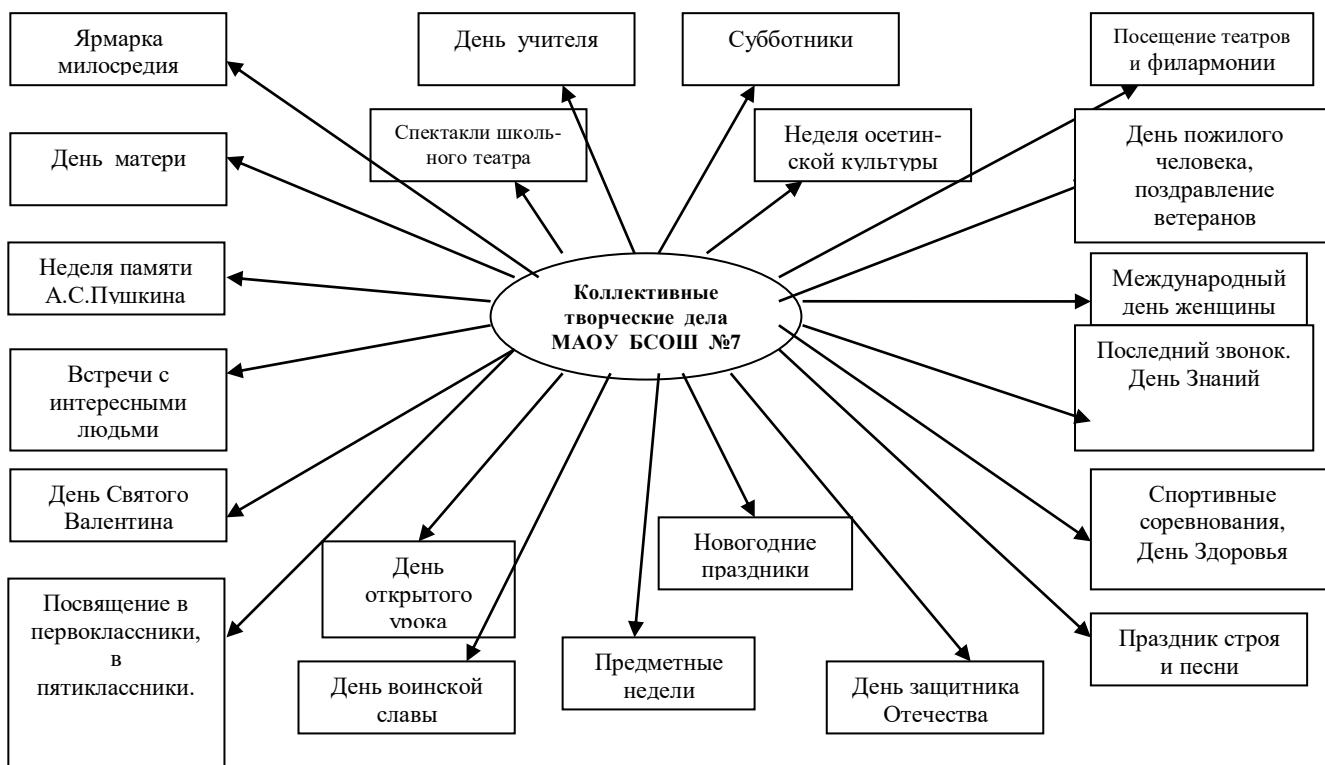 Ярмарка
милосредия
День учителя
Субботники
Посещение театров
и филармонии
Спектакли школь-
ного театра
Неделя осетин-
ской культуры
День матери
День пожилого
человека,
поздравление
ветеранов
Неделя памяти
А.С.Пушкина
Коллективные
творческие дела
МАОУ БСОШ №7
Международный
день женщины
Встречи с
интересными
людьми
Последний звонок.
День Знаний
День Святого
Валентина
Спортивные
соревнования,
День Здоровья
Новогодние
праздники
День
открытого
урока
Посвящение в
первоклассники,
в
пятиклассники.
Праздник строя
и песни
День воинской
славы
Предметные
недели
День защитника
Отечества